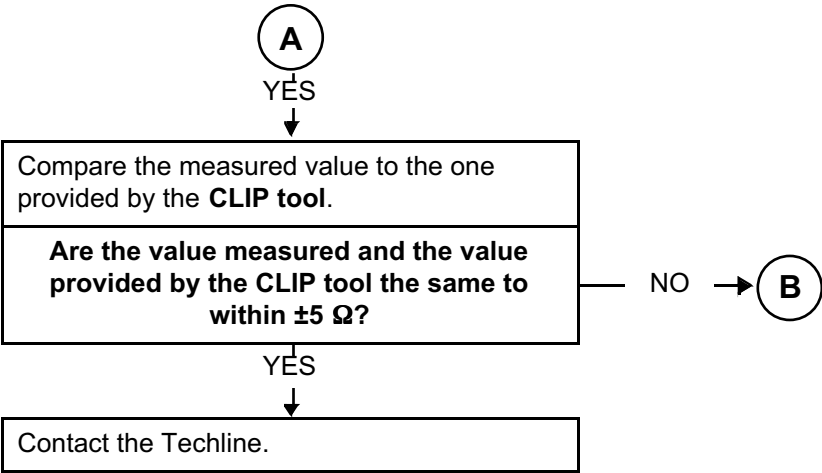 A
YES
Compare the measured value to the one
provided by the CLIP tool.
Are the value measured and the value
provided by the CLIP tool the same to
within ±5 Ω?
NO
B
YES
Contact the Techline.